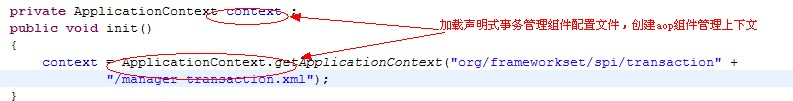 private ApplicationContext context ;
加载声明式事务管理组件配置文件，创建aop组件管理上下文
public void init()
{
context = ApplicationContext.getApplicationContext("org/frameworkset/spi/transaction" +
"/manager-transaction.xml");
}